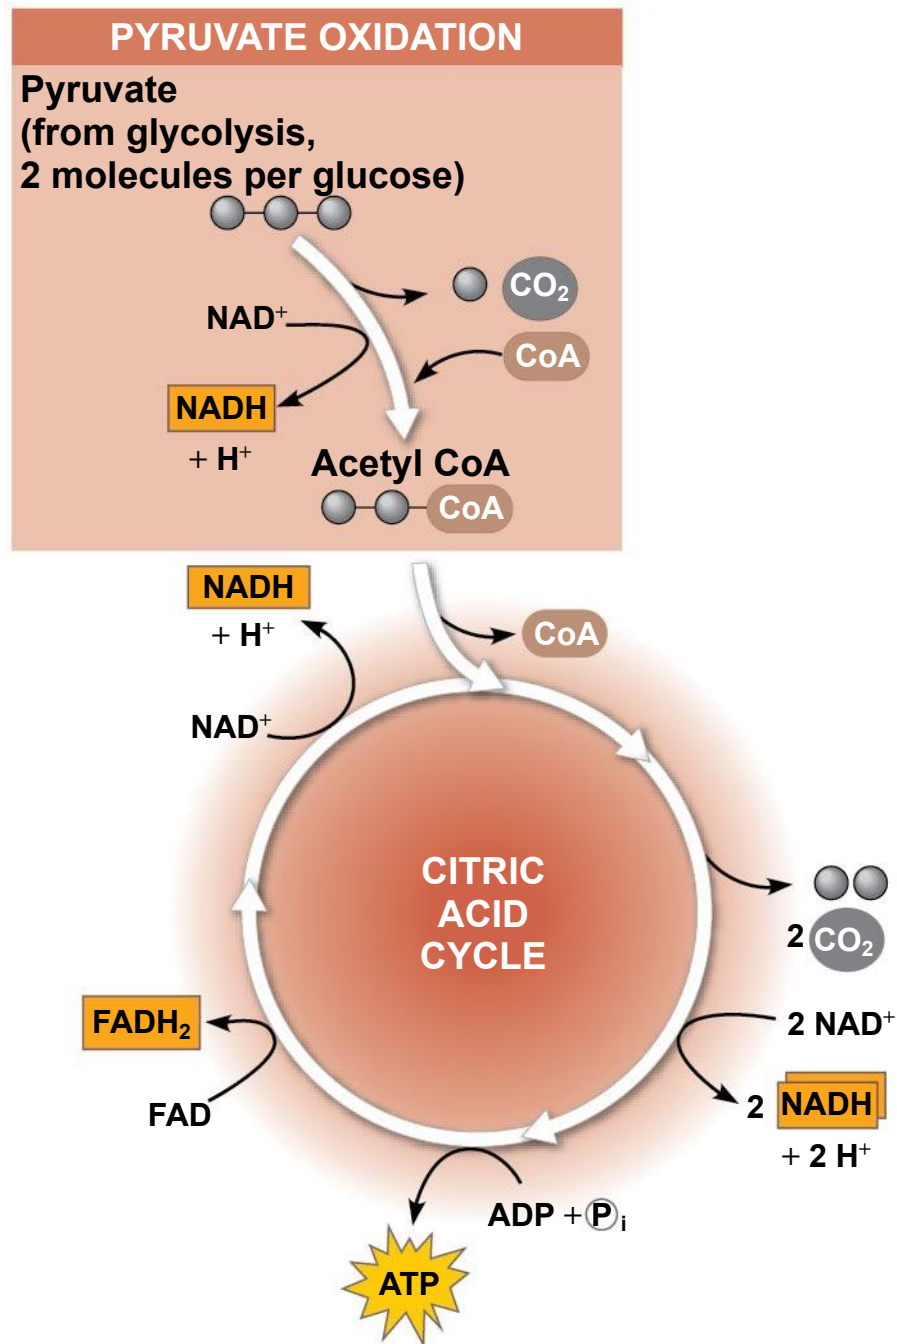 PYRUVATE OXIDATION
Pyruvate
(from glycolysis,
2 molecules per glucose)
CO₂
NAD⁺
CoA
NADH
+ H⁺
Acetyl CoA
CoA
NADH
+ H⁺
CoA
NAD⁺
CITRIC
ACID
CYCLE
2 CO₂
FADH₂
2 NAD⁺
FAD
2 NADH
+ 2 H⁺
ADP + Pᵢ
ATP